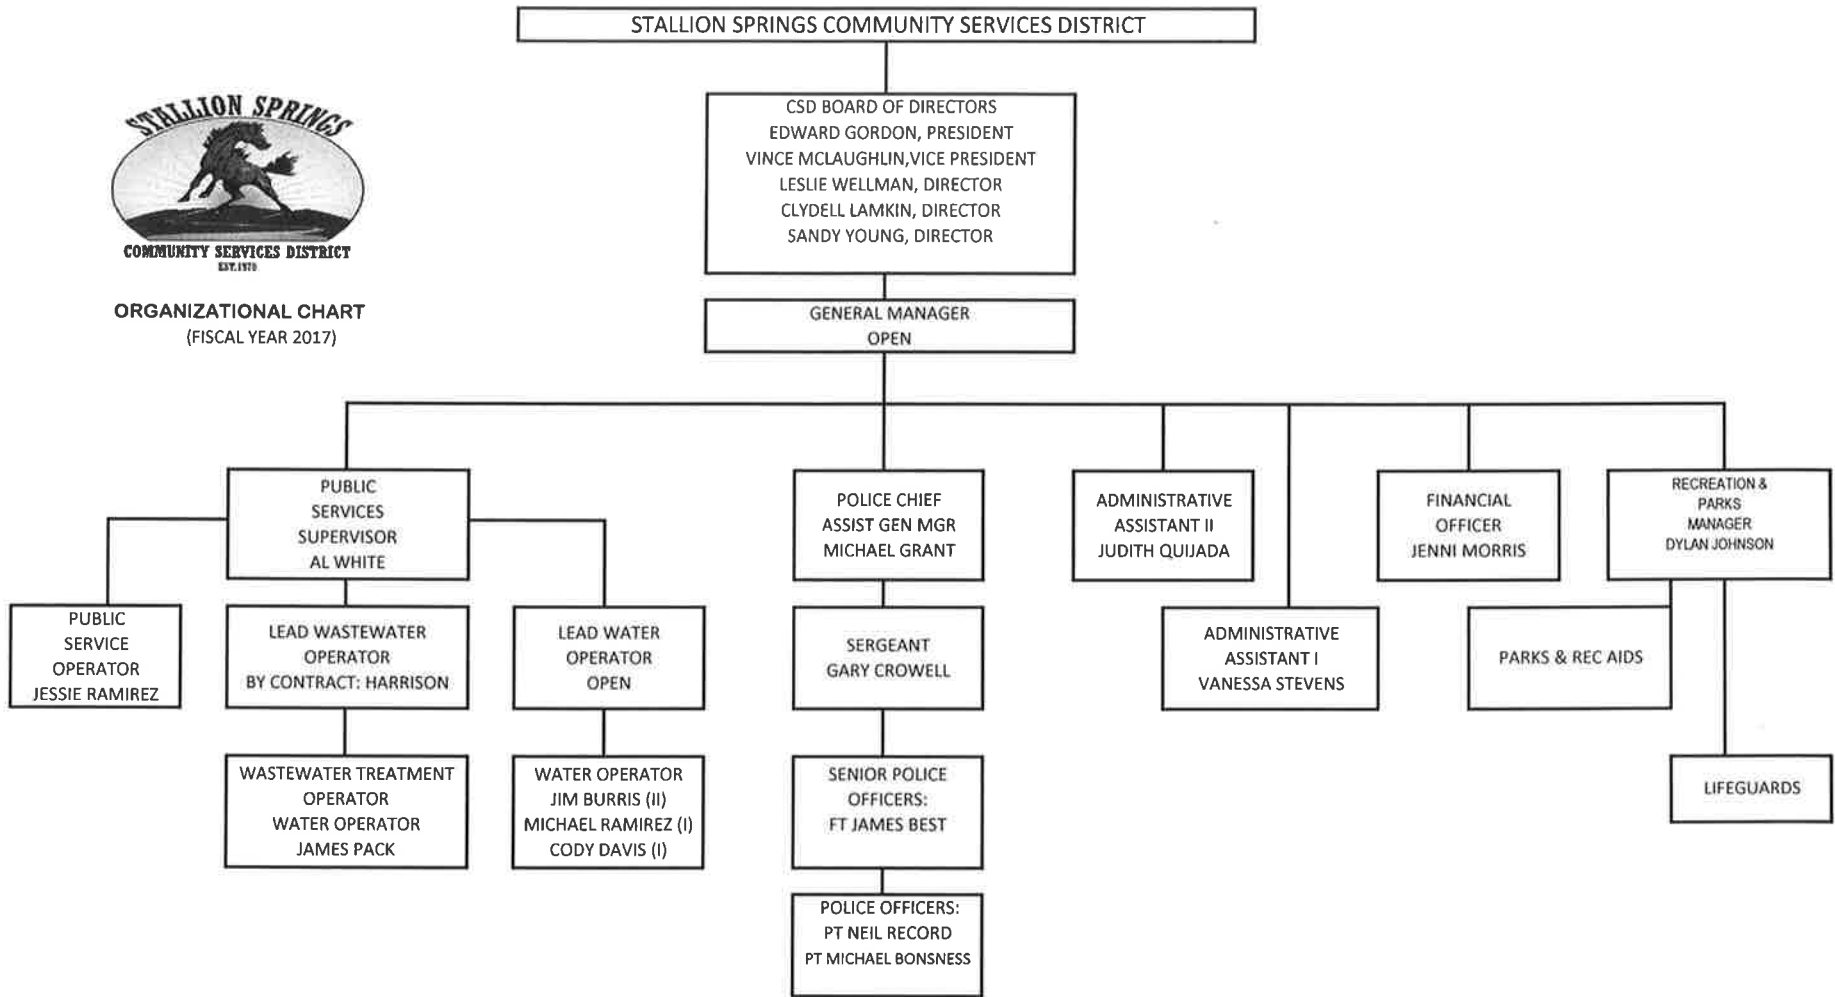 STALLION SPRINGS COMMUNITY SERVICES DISTRICT
STALLION SPRINGS
COMMUNITY SERVICES DISTRICT
EST.1970
ORGANIZATIONAL CHART
(FISCAL YEAR 2017)
CSD BOARD OF DIRECTORS
EDWARD GORDON, PRESIDENT
VINCE MCLAUGHLIN,VICE PRESIDENT
LESLIE WELLMAN, DIRECTOR
CLYDELL LAMKIN, DIRECTOR
SANDY YOUNG, DIRECTOR
GENERAL MANAGER
OPEN
PUBLIC
SERVICES
SUPERVISOR
AL WHITE
POLICE CHIEF
ASSIST GEN MGR
MICHAEL GRANT
ADMINISTRATIVE
ASSISTANT II
JUDITH QUIJADA
FINANCIAL
OFFICER
JENNI MORRIS
RECREATION &
PARKS
MANAGER
DYLAN JOHNSON
PUBLIC
SERVICE
OPERATOR
JESSIE RAMIREZ
LEAD WASTEWATER
OPERATOR
BY CONTRACT: HARRISON
LEAD WATER
OPERATOR
OPEN
SERGEANT
GARY CROWELL
ADMINISTRATIVE
ASSISTANT I
VANESSA STEVENS
PARKS & REC AIDS
WASTEWATER TREATMENT
OPERATOR
WATER OPERATOR
JAMES PACK
WATER OPERATOR
JIM BURRIS (II)
MICHAEL RAMIREZ (I)
CODY DAVIS (I)
SENIOR POLICE
OFFICERS:
FT JAMES BEST
LIFEGUARDS
POLICE OFFICERS:
PT NEIL RECORD
PT MICHAEL BONSNESS